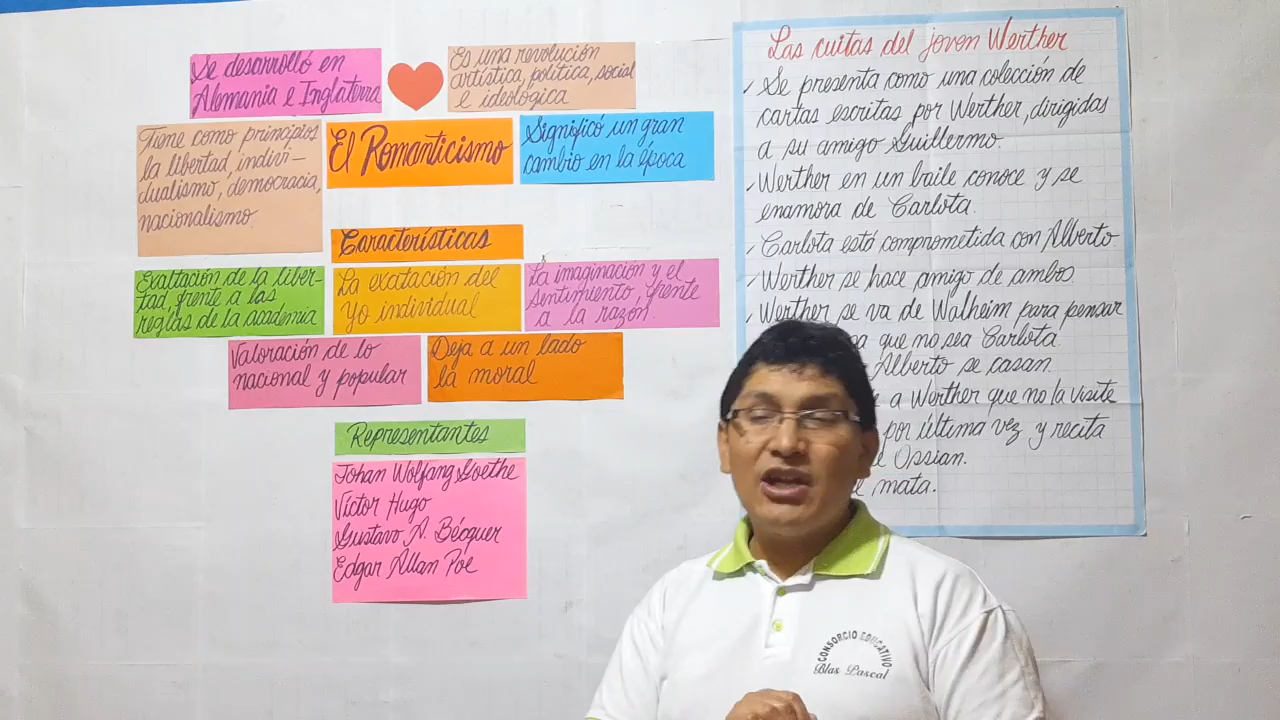 Se desarrolló en
Alemania e Inglaterra
Es una revolución
artística, política, social
e ideológica
Tiene como principios
la libertad, indivi-
dualismo, democracia,
nacionalismo.
El Romanticismo
Significó un gran
cambio en la época
Características
Exaltación de la liber-
tad, frente a las
reglas de la academia
La exaltación del
Yo individual
La imaginación y el
sentimiento, frente
a la razón.
Valoración de lo
nacional y popular
Deja a un lado
la moral
Representantes
Johan Wolfang Goethe
Víctor Hugo
Gustavo A. Bécquer
Edgar Allan Poe
Las cuitas del joven Werther
✓ Se presenta como una colección de
cartas escritas por Werther, dirigidas
a su amigo Guillermo.
✓ Werther en un baile conoce y se
enamora de Carlota.
✓ Carlota está comprometida con Alberto
✓ Werther se hace amigo de ambos
✓ Werther se va de Walheim para pensar
que no sea Carlota
Alberto se casan.
a Werther que no la visite
por última vez y recita
Ossian.
mata.
CONSORCIO EDUCATIVO
Blas Pascal